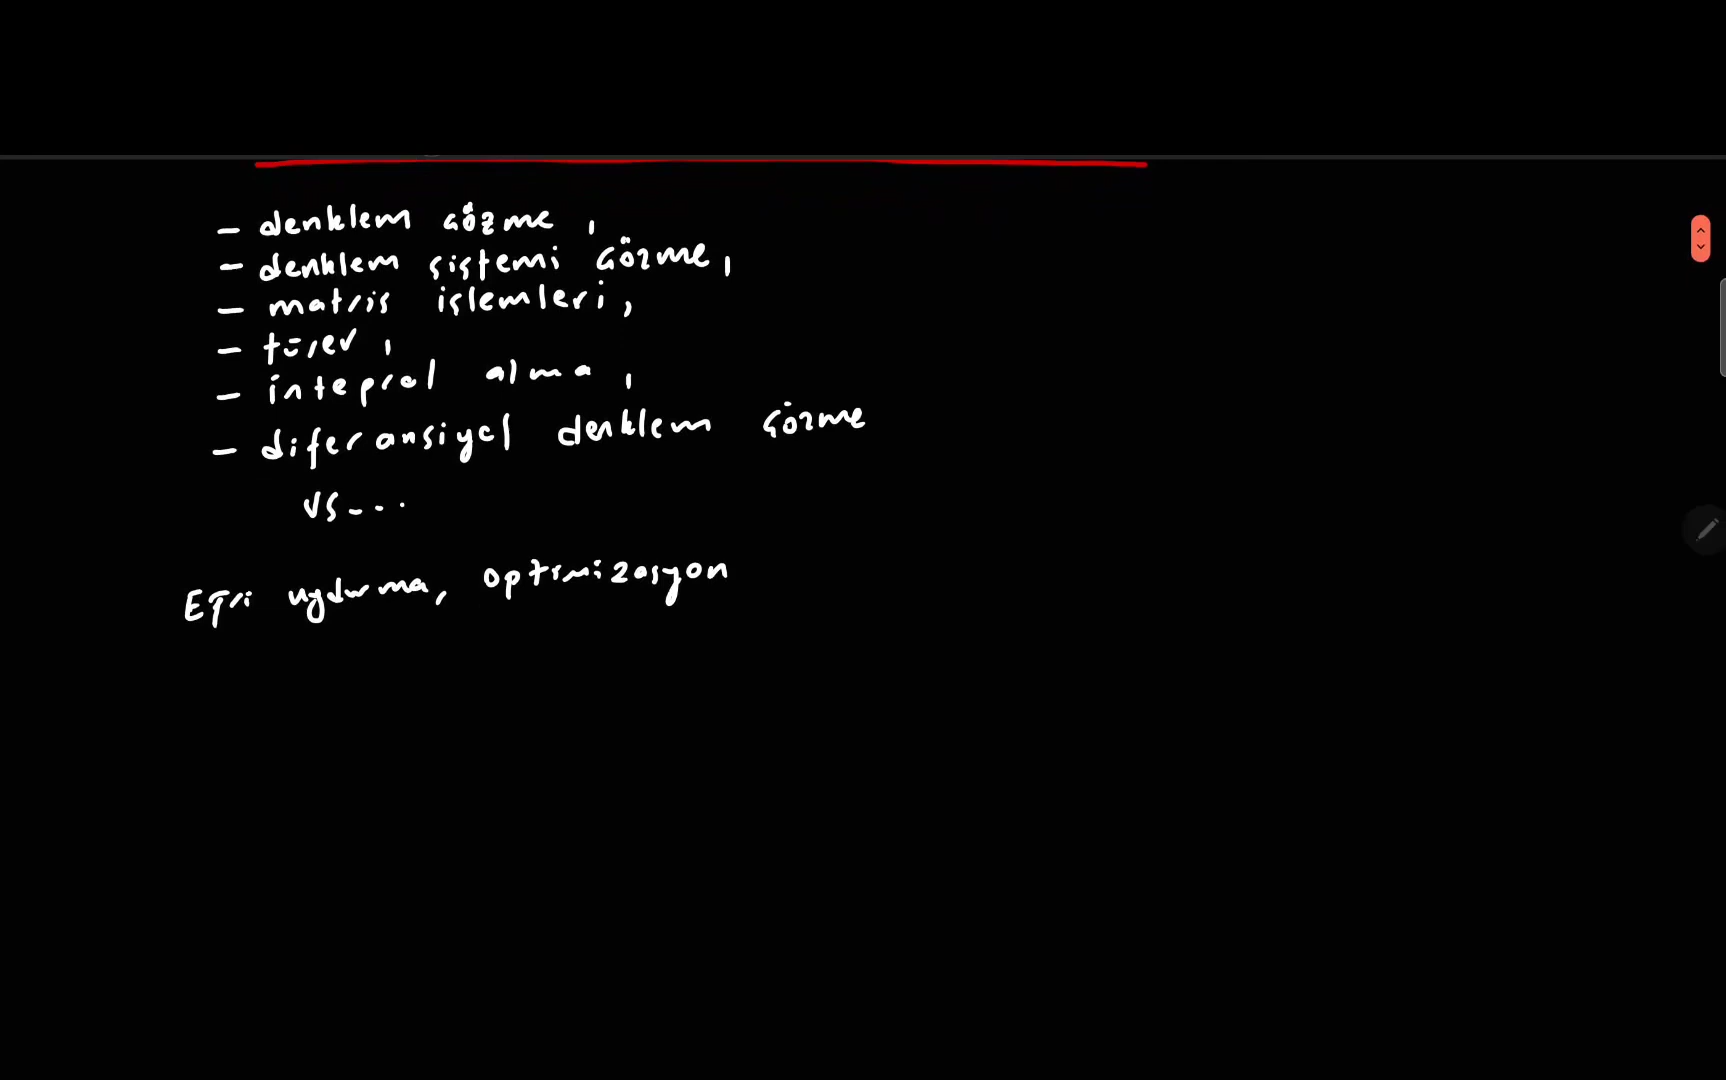 - denklem çözme,
- denklem sistemi çözme,
- matris işlemleri,
- türev,
- integral alma,
- diferansiyel denklem çözme
vs...
Eğri uydurma, optimizasyon